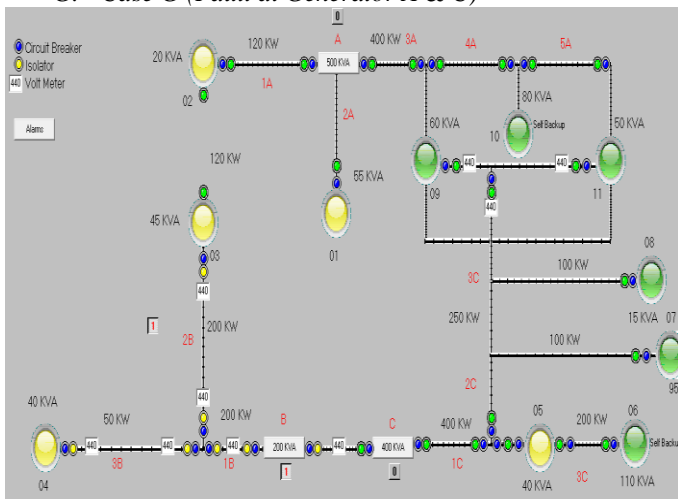 C. Case C (Fault at Generator A & C)
Circuit Breaker
Isolator
440 Volt Meter
Alarms
20 KVA
02
120 KW
1A
0
A
500 KVA
400 KW
3A
4A
5A
2A
60 KVA
80 KVA
50 KVA
10
Self Backup
120 KW
55 KVA
01
09
440
440
11
440
45 KVA
03
440
1
200 KW
2B
3C
100 KW
08
250 KW
15 KVA
07
100 KW
95
2C
40 KVA
50 KW
440
200 KW
B
C
400 KW
05
200 KW
06
440
440
440
200 KVA
440
400 KVA
Self Backup
04
3B
1B
1
0
1C
40 KVA
3C
110 KVA